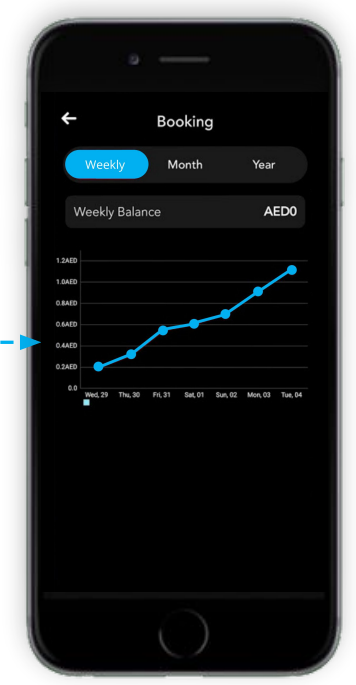 Booking
Weekly Month Year
Weekly Balance AED0
1.2AED
1.0AED
0.8AED
0.6AED
0.4AED
0.2AED
0.0
Wed, 29 Thu, 30 Fri, 31 Sat, 01 Sun, 02 Mon, 03 Tue, 04